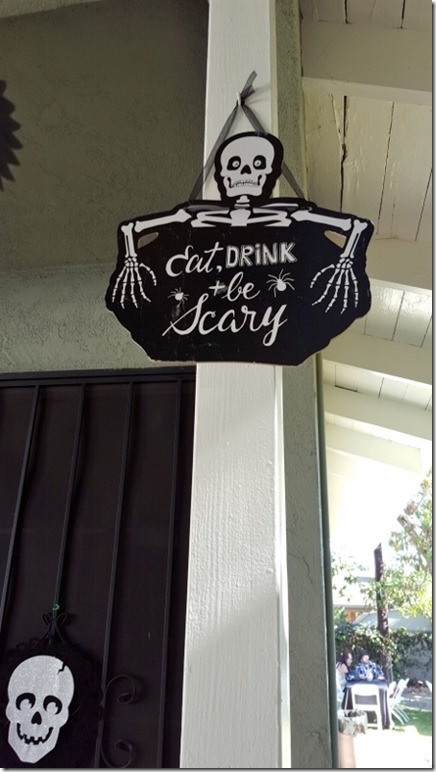 Eat, DRiNK
+ be
Scary